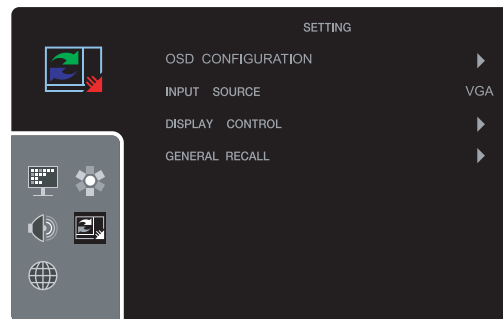 SETTING
OSD CONFIGURATION
INPUT SOURCE VGA
DISPLAY CONTROL
GENERAL RECALL